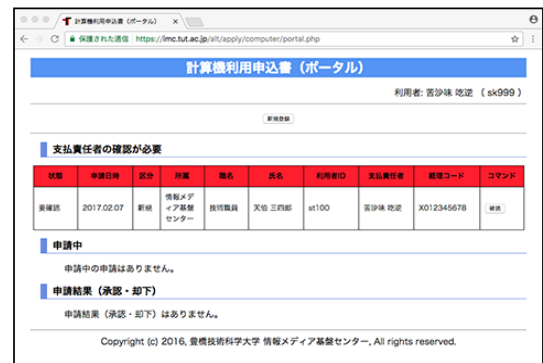 計算機利用申込書（ポータル）
保護された通信 https://imc.tut.ac.jp/alt/apply/computer/portal.php
計算機利用申込書（ポータル）
利用者: 苦沙味 吃逆 （ sk999 ）
新規登録
支払責任者の確認が必要
状態 申請日時 区分 所属 職名 氏名 利用者ID 支払責任者 経理コード コマンド
要確認 2017.02.07 新規 情報メディア基盤センター 技術職員 天伯 三四郎 st100 苦沙味 吃逆 X012345678 確認
申請中
申請中の申請はありません。
申請結果（承認・却下）
申請結果（承認・却下）はありません。
Copyright (c) 2016, 豊橋技術科学大学 情報メディア基盤センター, All rights reserved.